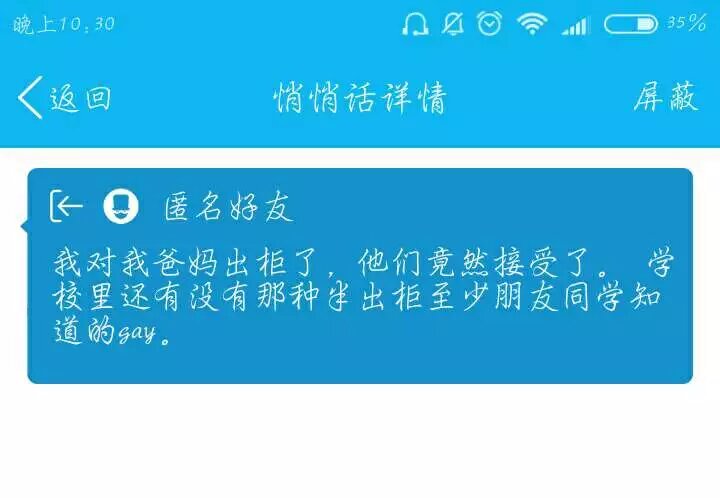 晚上10:30 35%
返回 悄悄话详情 屏蔽
匿名好友
我对我爸妈出柜了，他们竟然接受了。 学
校里还有没有那种半出柜至少朋友同学知
道的gay。